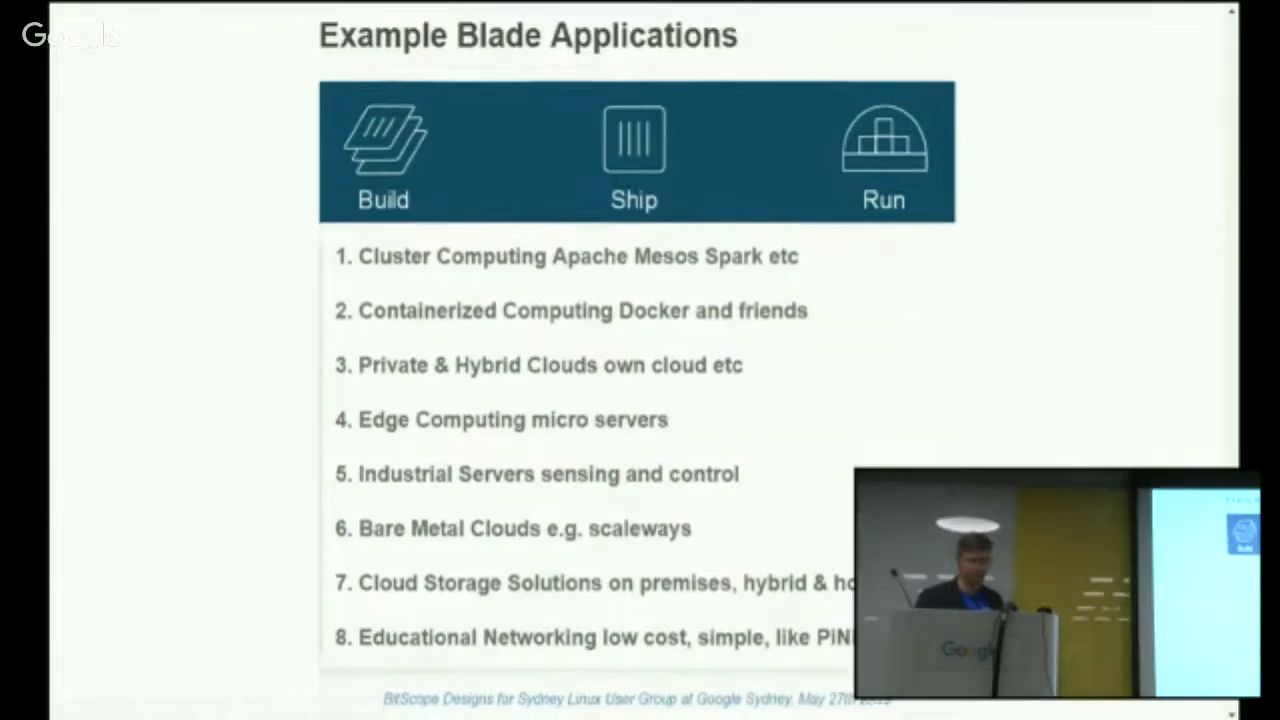 Google
Example Blade Applications
Build
Ship
Run
1. Cluster Computing Apache Mesos Spark etc
2. Containerized Computing Docker and friends
3. Private & Hybrid Clouds own cloud etc
4. Edge Computing micro servers
5. Industrial Servers sensing and control
6. Bare Metal Clouds e.g. scaleways
7. Cloud Storage Solutions on premises, hybrid &
8. Educational Networking low cost, simple, like
BitScope Designs for Sydney Linux User Group at Google Sydney, May 27th
Google
Build